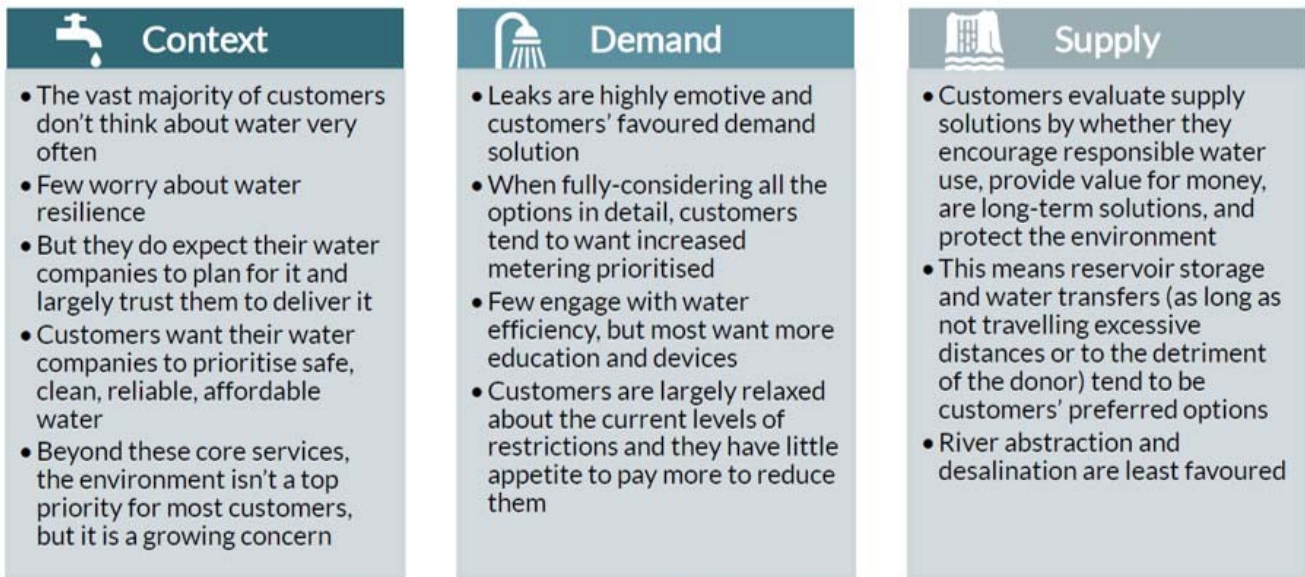 Context
• The vast majority of customers
don't think about water very
often
• Few worry about water
resilience
• But they do expect their water
companies to plan for it and
largely trust them to deliver it
• Customers want their water
companies to prioritise safe,
clean, reliable, affordable
water
• Beyond these core services,
the environment isn't a top
priority for most customers,
but it is a growing concern
Demand
• Leaks are highly emotive and
customers' favoured demand
solution
• When fully-considering all the
options in detail, customers
tend to want increased
metering prioritised
• Few engage with water
efficiency, but most want more
education and devices
• Customers are largely relaxed
about the current levels of
restrictions and they have little
appetite to pay more to reduce
them
Supply
• Customers evaluate supply
solutions by whether they
encourage responsible water
use, provide value for money,
are long-term solutions, and
protect the environment
• This means reservoir storage
and water transfers (as long as
not travelling excessive
distances or to the detriment
of the donor) tend to be
customers' preferred options
• River abstraction and
desalination are least favoured